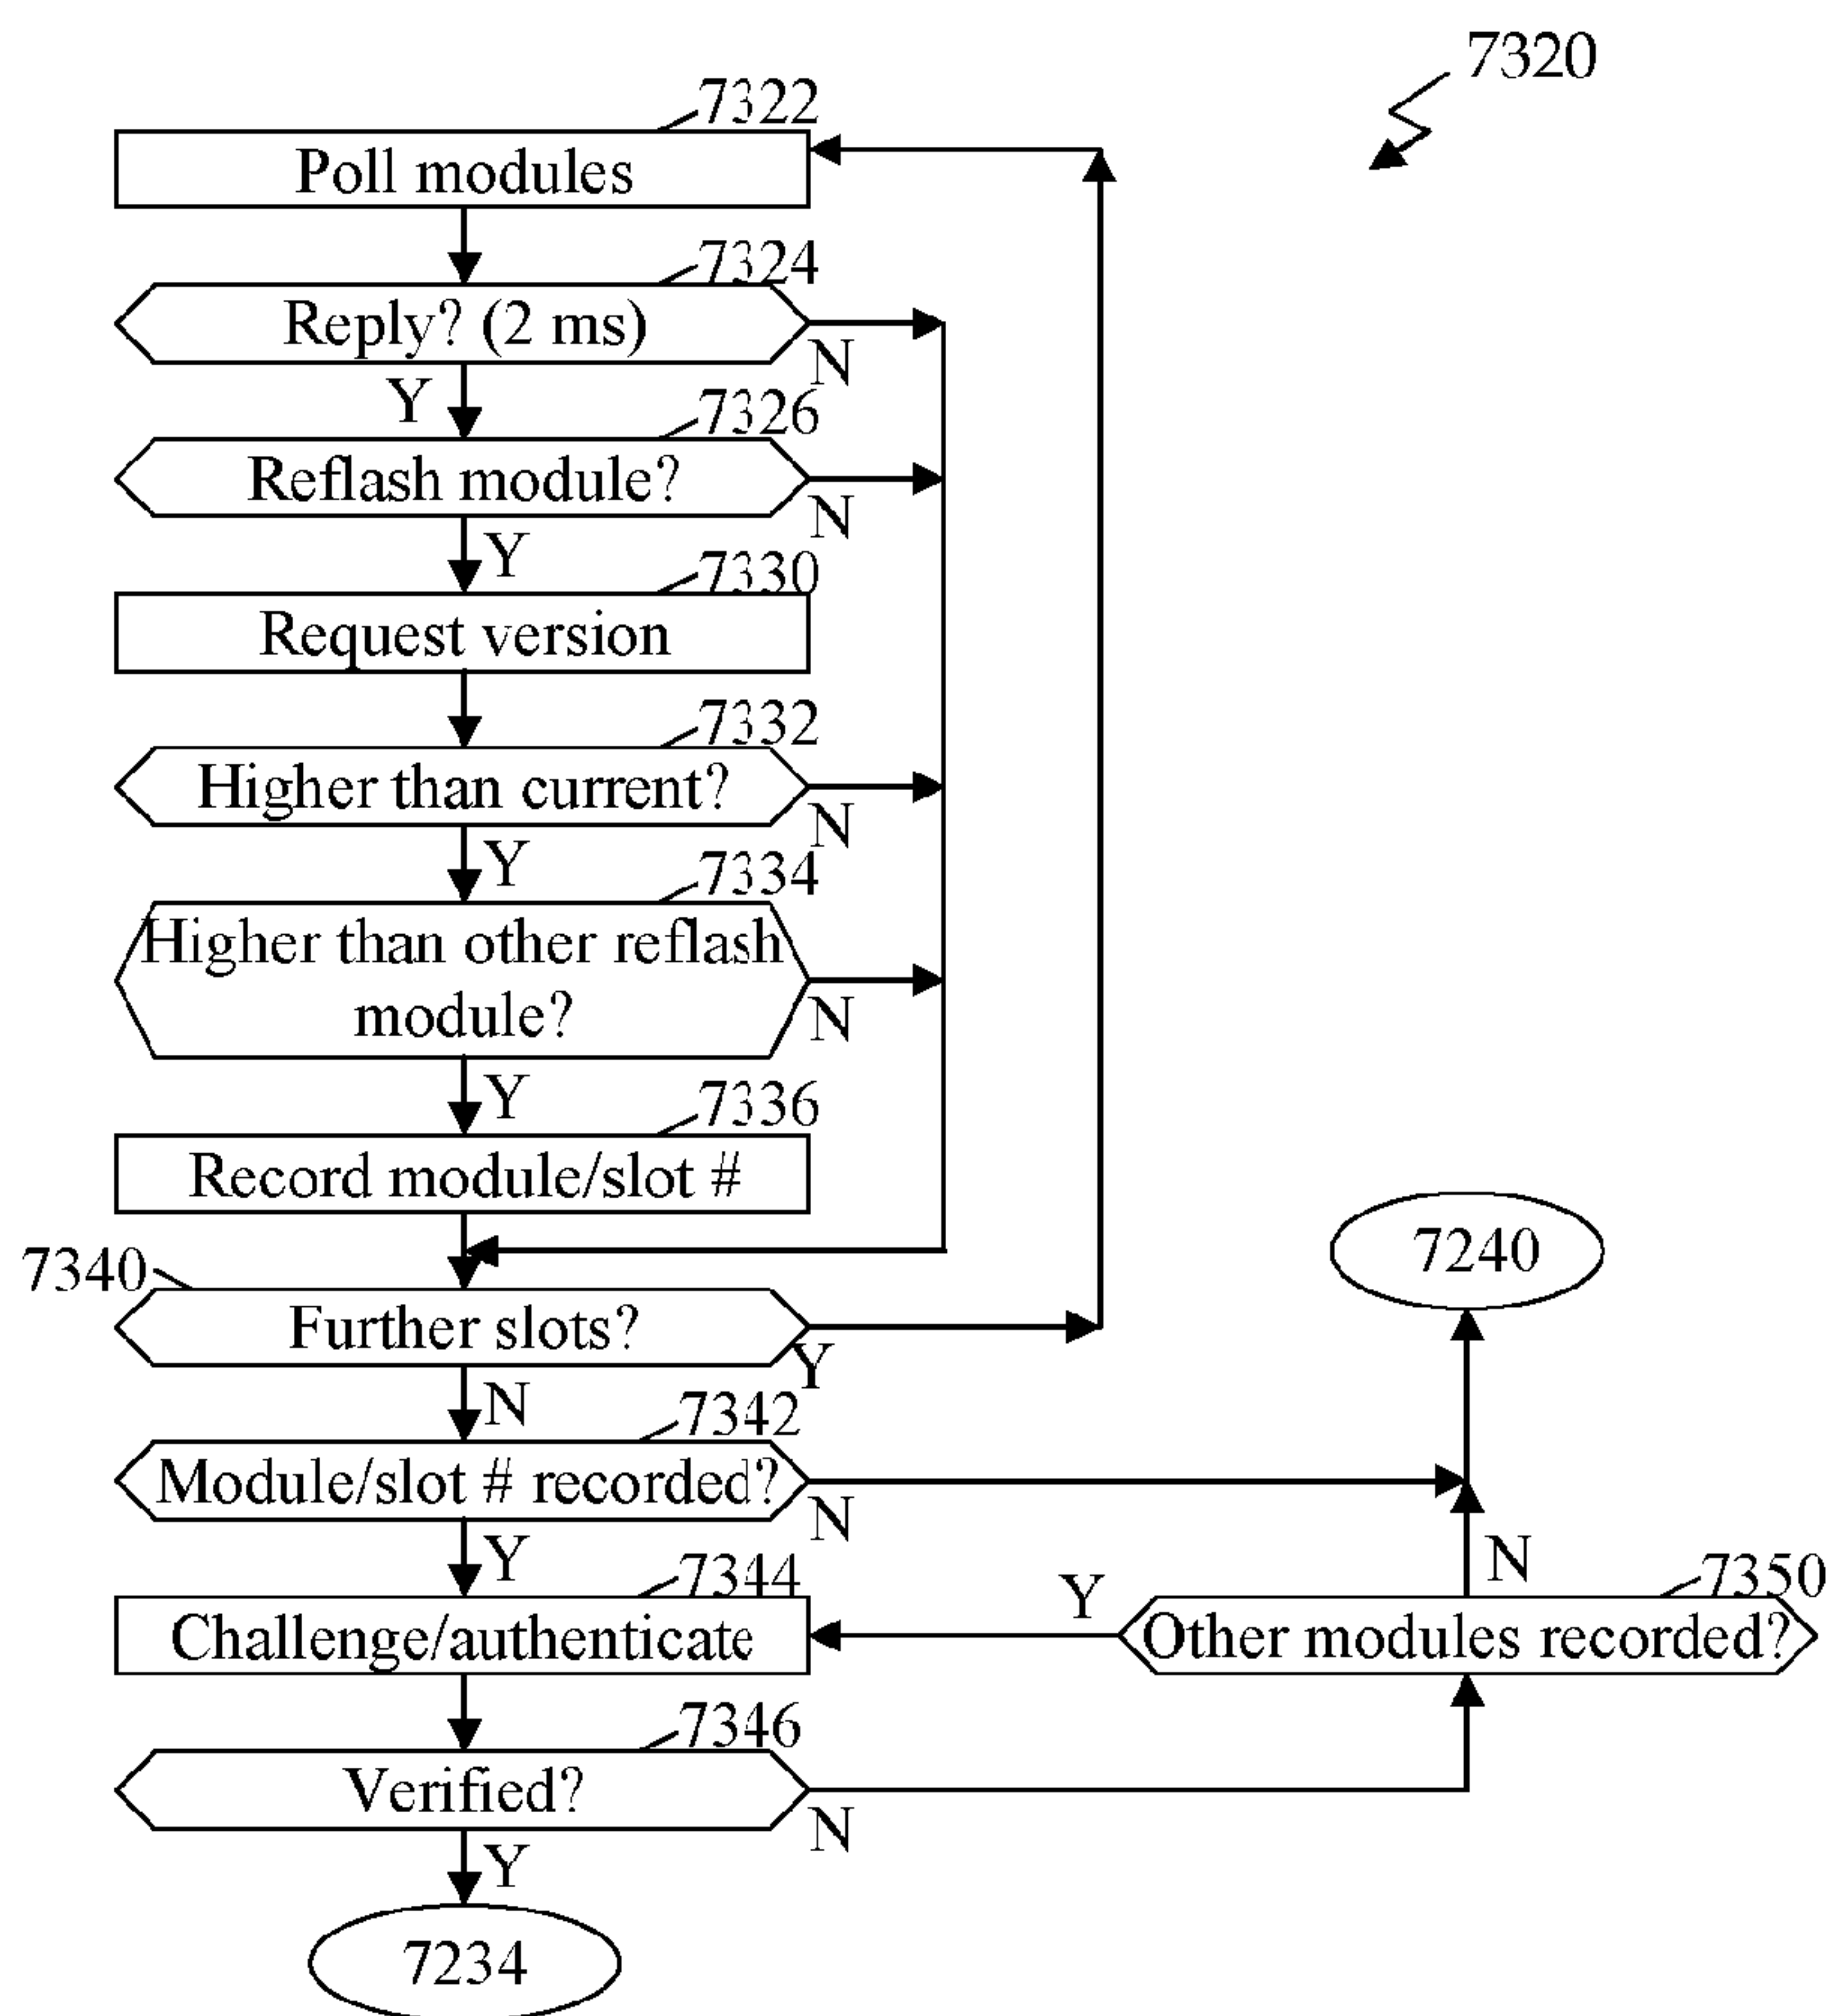 7320
7322
Poll modules
7324
Reply? (2 ms)
N
Y
7326
Reflash module?
N
Y
7330
Request version
7332
Higher than current?
N
Y
7334
Higher than other reflash
module?
N
Y
7336
Record module/slot #
7340
Further slots?
Y
N
7240
7342
Module/slot # recorded?
N
Y
7344
Challenge/authenticate
Y
N
7350
Other modules recorded?
7346
Verified?
N
Y
7234